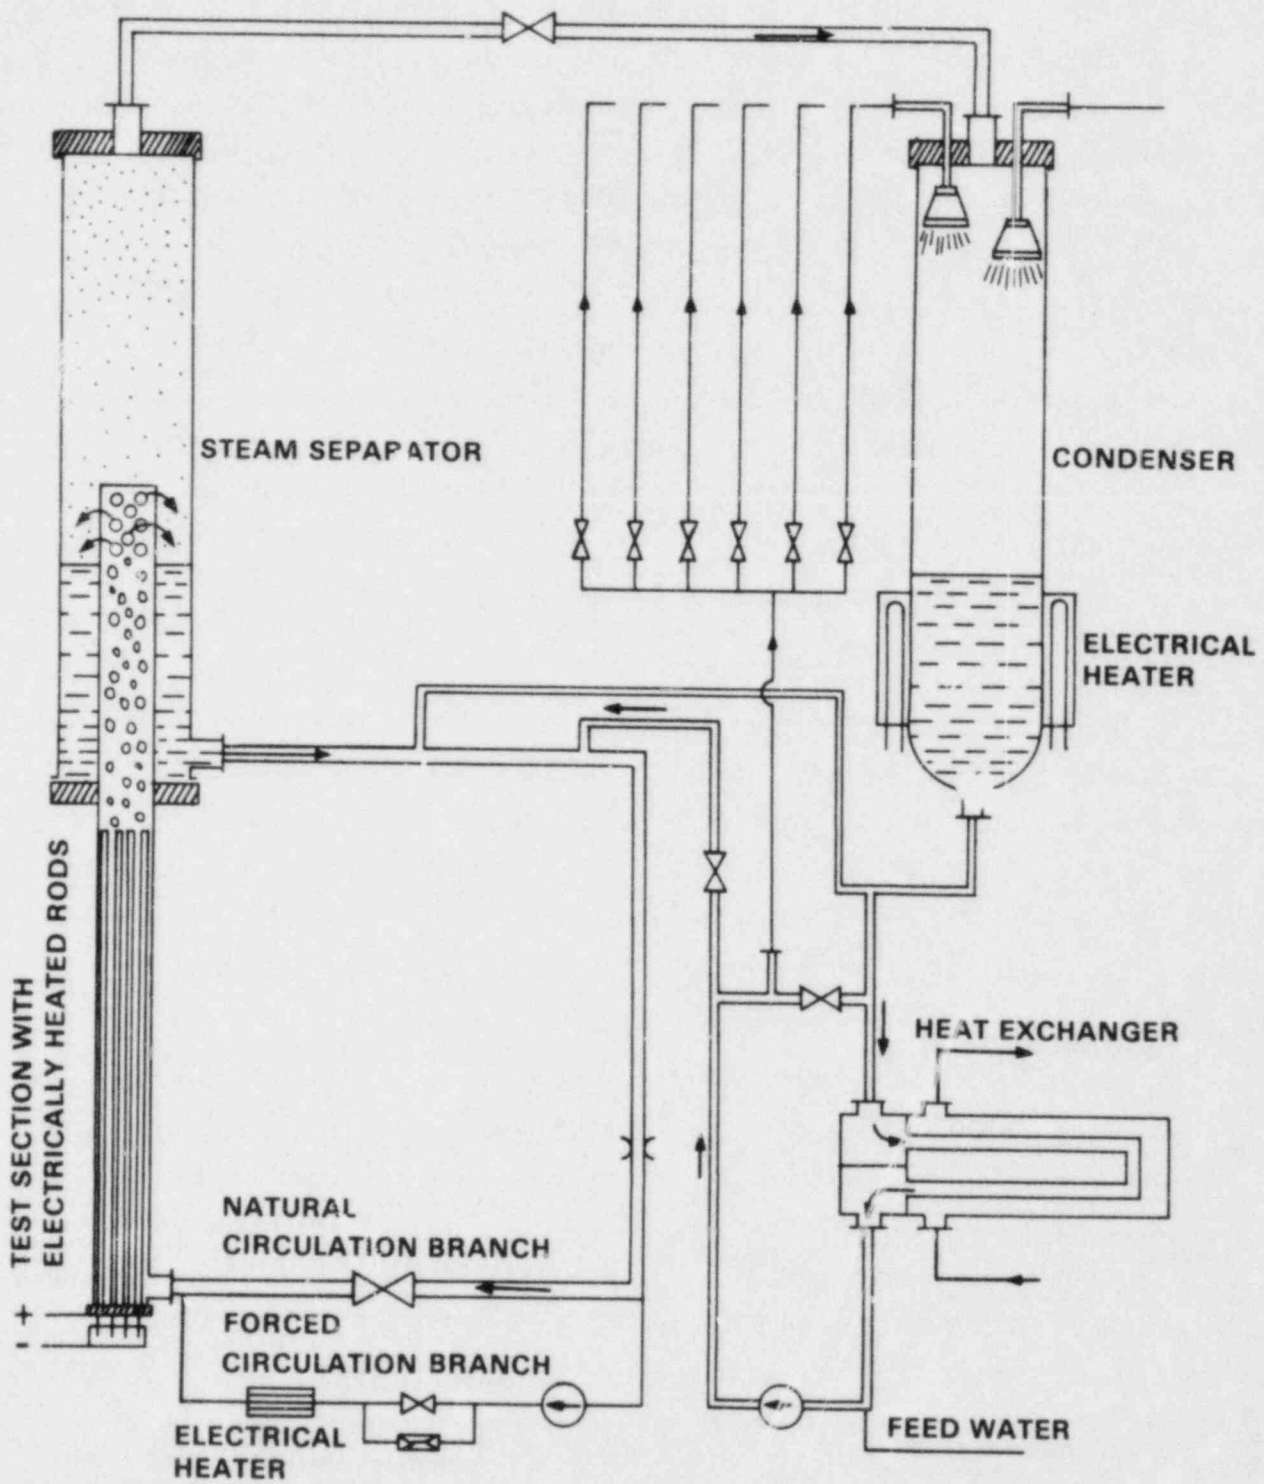 STEAM SEPARATOR
CONDENSER
ELECTRICAL
HEATER
TEST SECTION WITH
ELECTRICALLY HEATED RODS
HEAT EXCHANGER
NATURAL
CIRCULATION BRANCH
+
-
FORCED
CIRCULATION BRANCH
ELECTRICAL
HEATER
FEED WATER